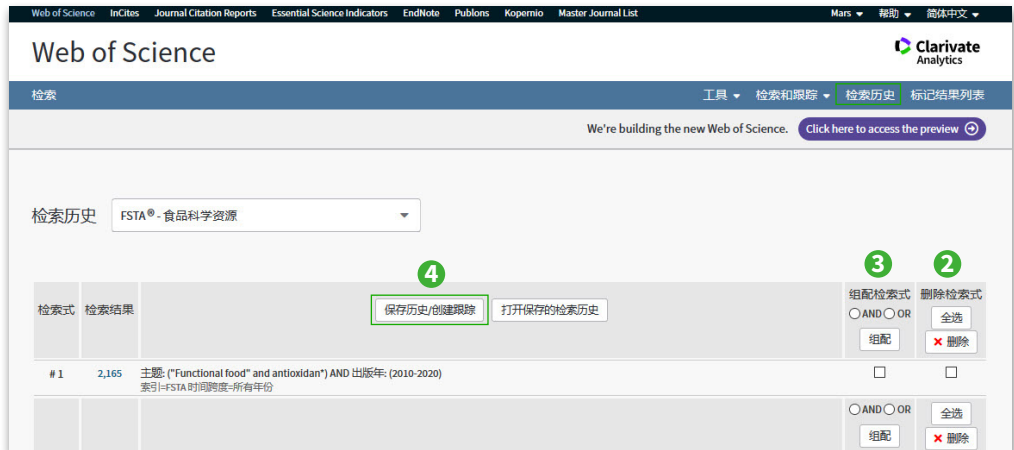 Web of Science InCites Journal Citation Reports Essential Science Indicators EndNote Publons Kopernio Master Journal List Mars 帮助 简体中文
Web of Science
Clarivate
Analytics
检索 工具 检索和跟踪 检索历史 标记结果列表
We're building the new Web of Science. Click here to access the preview
检索历史 FSTA® - 食品科学资源
4 3 2
检索式 检索结果 保存历史/创建跟踪 打开保存的检索历史 组配检索式 删除检索式
AND OR 全选
组配 删除
# 1 2,165 主题: ("Functional food" and antioxidan*) AND 出版年: (2010-2020)
索引=FSTA 时间跨度=所有年份
AND OR 全选
组配 删除